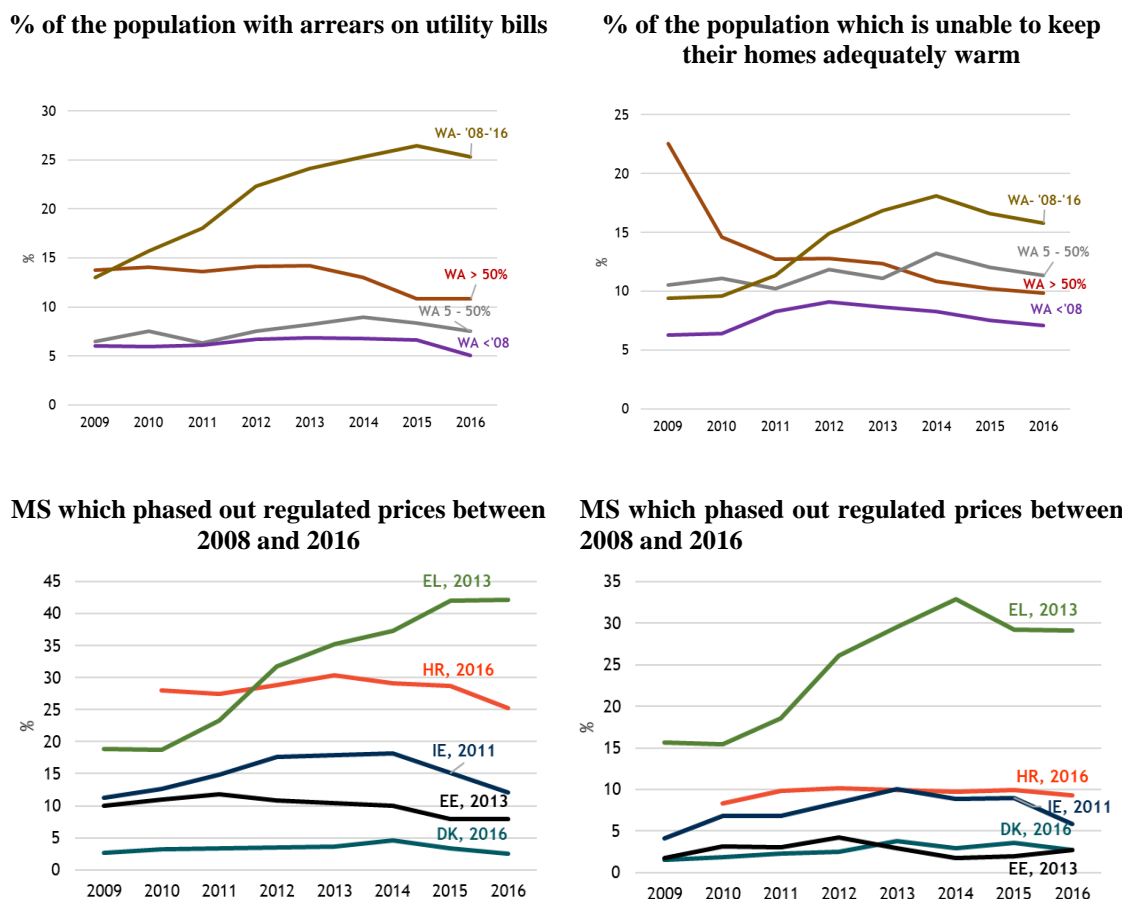 % of the population with arrears on utility bills
30
25
20
15
10
5
0
%
WA- '08-'16
WA > 50%
WA 5 - 50%
WA <'08
2009 2010 2011 2012 2013 2014 2015 2016
% of the population which is unable to keep
their homes adequately warm
25
20
15
10
5
0
%
WA- '08-'16
WA 5 - 50%
WA > 50%
WA <'08
2009 2010 2011 2012 2013 2014 2015 2016
MS which phased out regulated prices between
2008 and 2016
45
40
35
30
25
20
15
10
5
0
%
EL, 2013
HR, 2016
IE, 2011
EE, 2013
DK, 2016
2009 2010 2011 2012 2013 2014 2015 2016
MS which phased out regulated prices between
2008 and 2016
35
30
25
20
15
10
5
0
%
EL, 2013
HR, 2016
IE, 2011
DK, 2016
EE, 2013
2009 2010 2011 2012 2013 2014 2015 2016